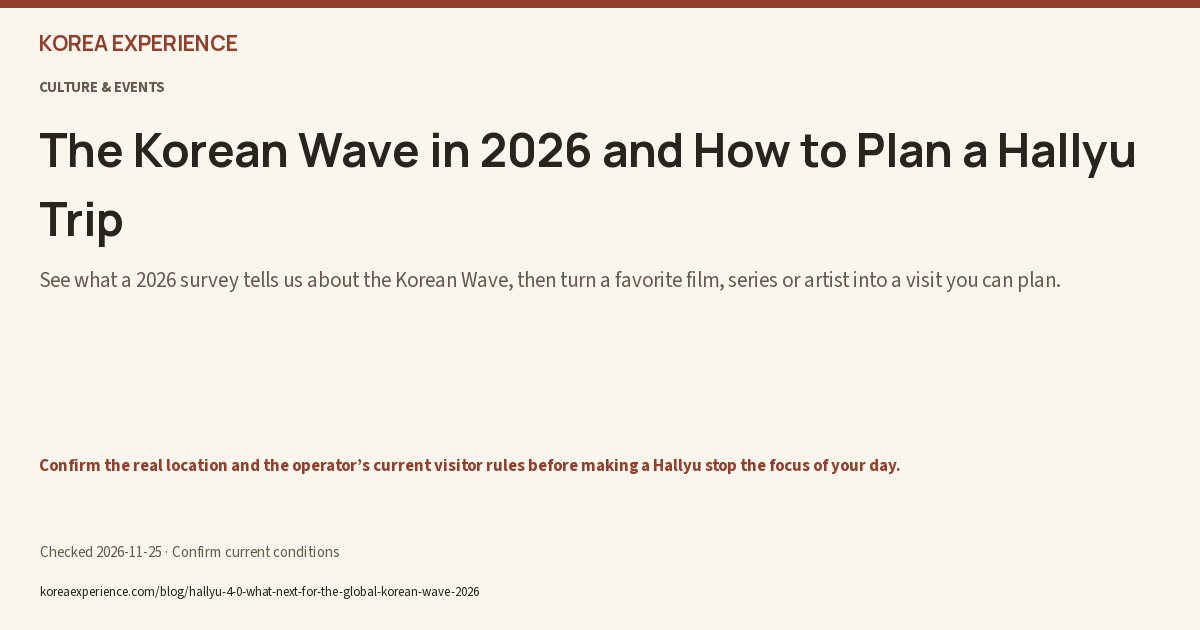 KOREA EXPERIENCE
CULTURE & EVENTS
The Korean Wave in 2026 and How to Plan a Hallyu
Trip
See what a 2026 survey tells us about the Korean Wave, then turn a favorite film, series or artist into a visit you can plan.
Confirm the real location and the operator’s current visitor rules before making a Hallyu stop the focus of your day.
Checked 2026-11-25 · Confirm current conditions
koreaexperience.com/blog/hallyu-4-0-what-next-for-the-global-korean-wave-2026